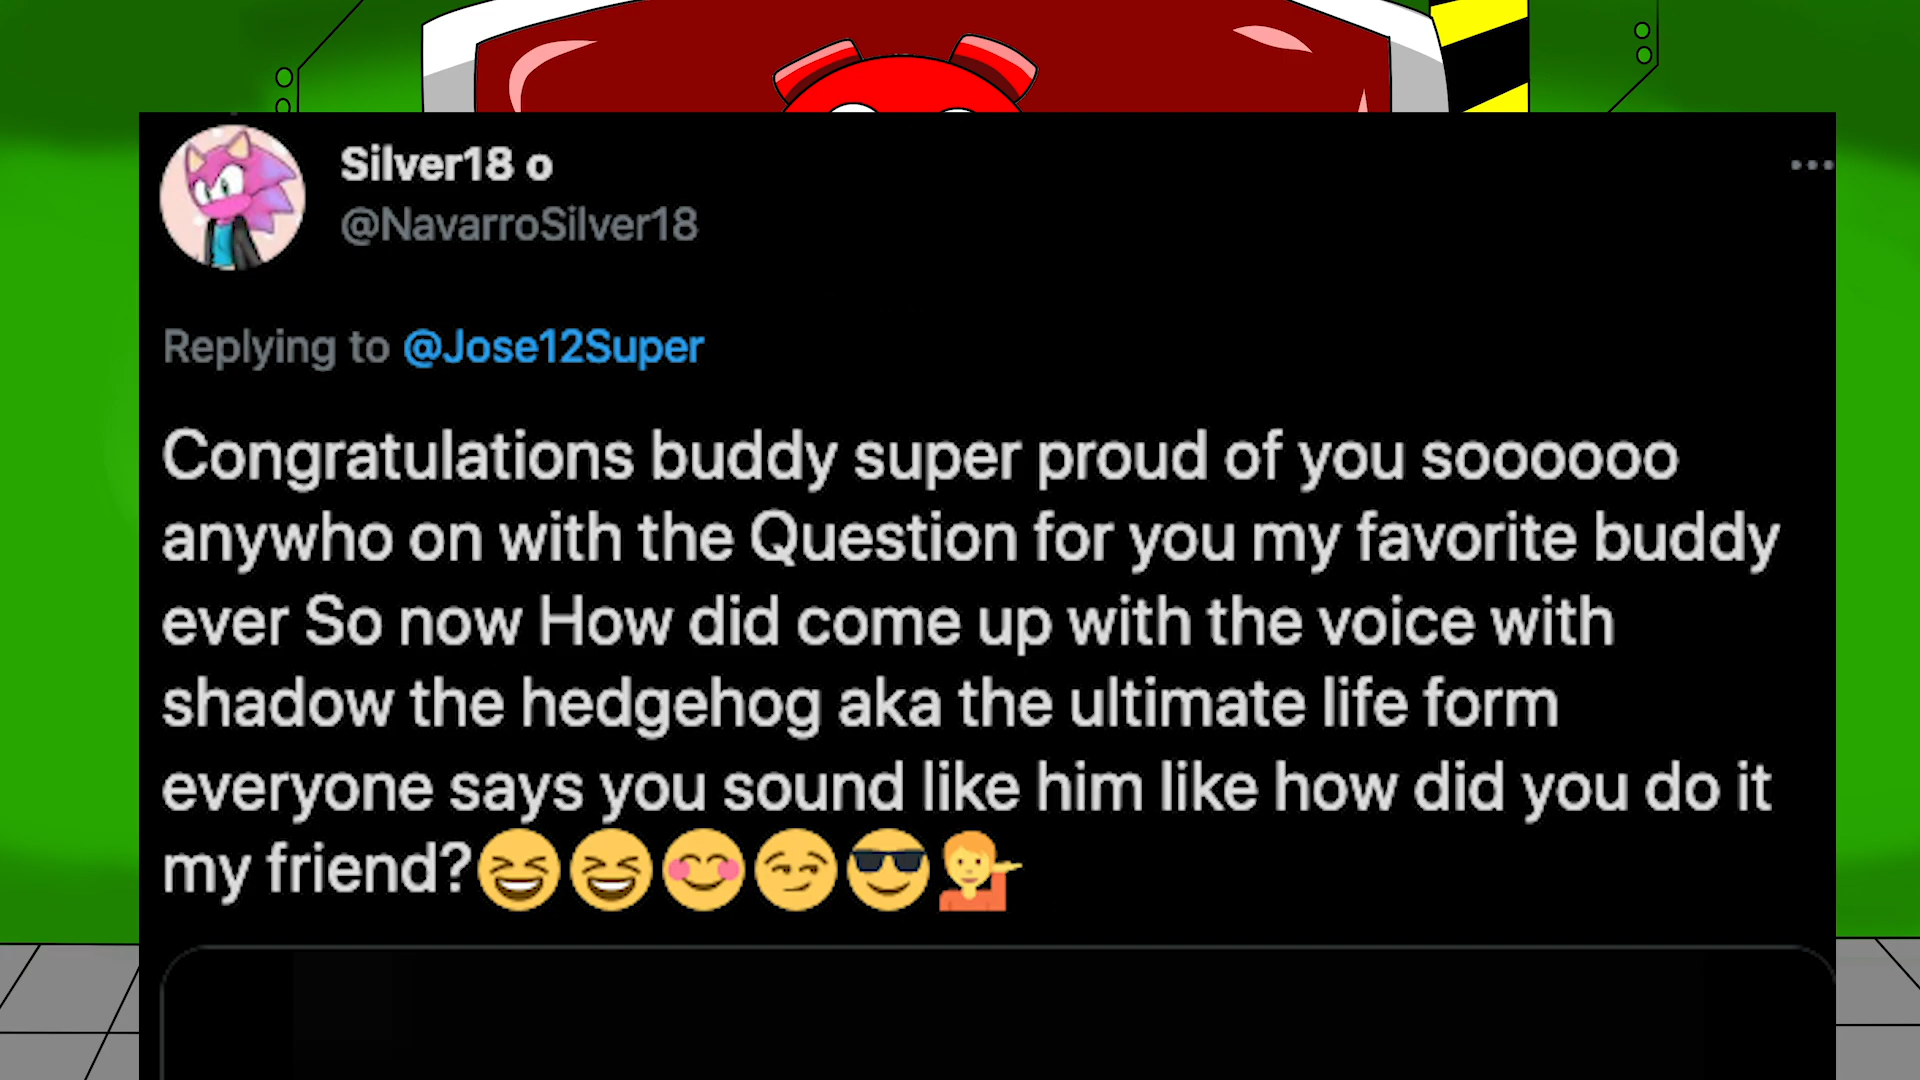 Silver18 o
@NavarroSilver18
Replying to @Jose12Super
Congratulations buddy super proud of you soooooo
anywho on with the Question for you my favorite buddy
ever So now How did come up with the voice with
shadow the hedgehog aka the ultimate life form
everyone says you sound like him like how did you do it
my friend?😆😆😊😏😎💁